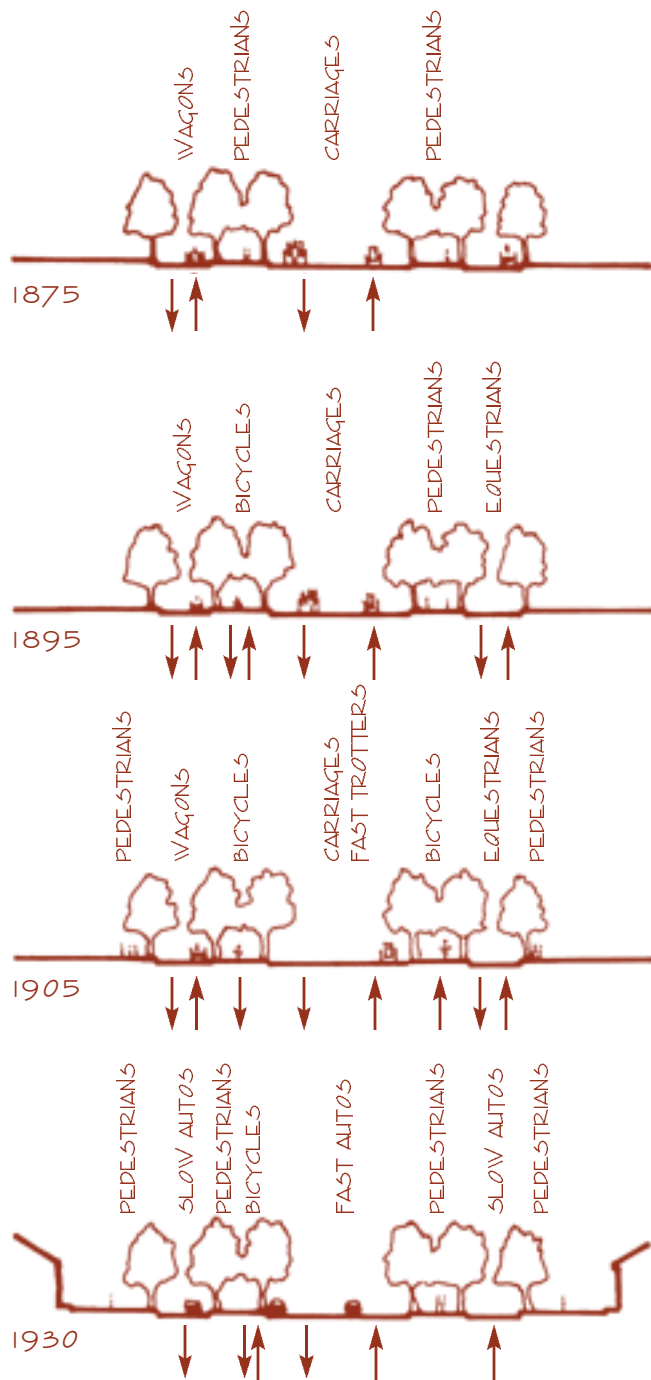 WAGONS
PEDESTRIANS
CARRIAGES
PEDESTRIANS
1875
WAGONS
BICYCLES
CARRIAGES
PEDESTRIANS
EQUESTRIANS
1895
PEDESTRIANS
WAGONS
BICYCLES
CARRIAGES
FAST TROTTERS
BICYCLES
EQUESTRIANS
PEDESTRIANS
1905
PEDESTRIANS
SLOW AUTOS
PEDESTRIANS
BICYCLES
FAST AUTOS
PEDESTRIANS
SLOW AUTOS
PEDESTRIANS
1930